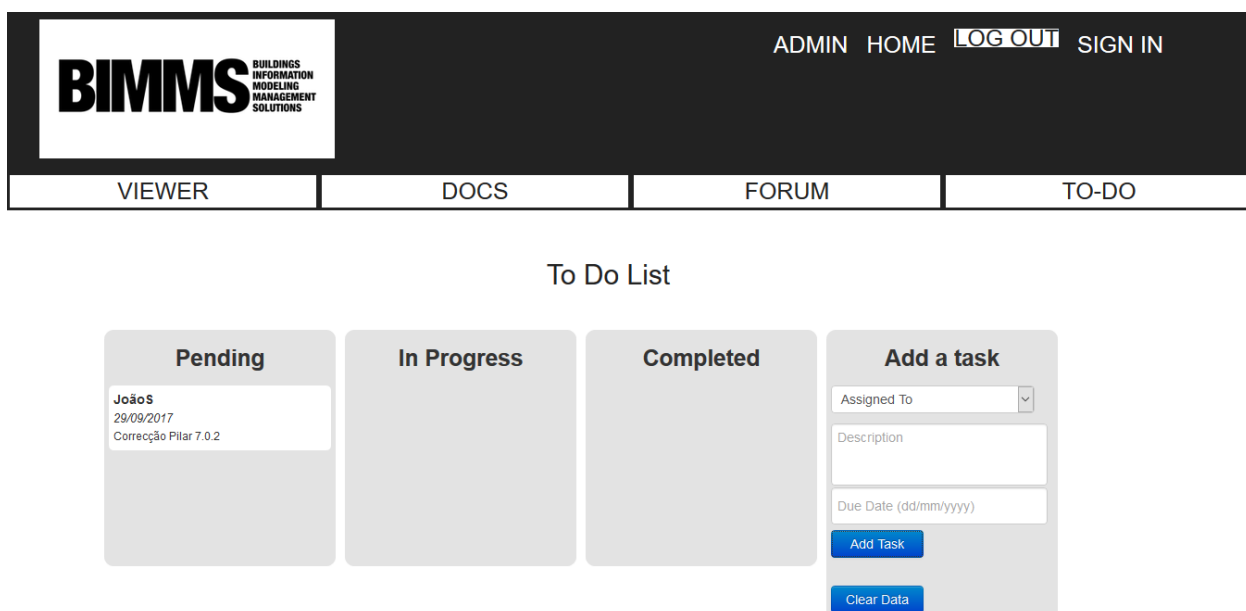 BIMMS
BUILDINGS
INFORMATION
MODELING
MANAGEMENT
SOLUTIONS
ADMIN HOME LOG OUT SIGN IN
VIEWER DOCS FORUM TO-DO
To Do List
Pending
JoãoS
29/09/2017
Correcção Pilar 7.0.2
In Progress
Completed
Add a task
Assigned To
Description
Due Date (dd/mm/yyyy)
Add Task
Clear Data